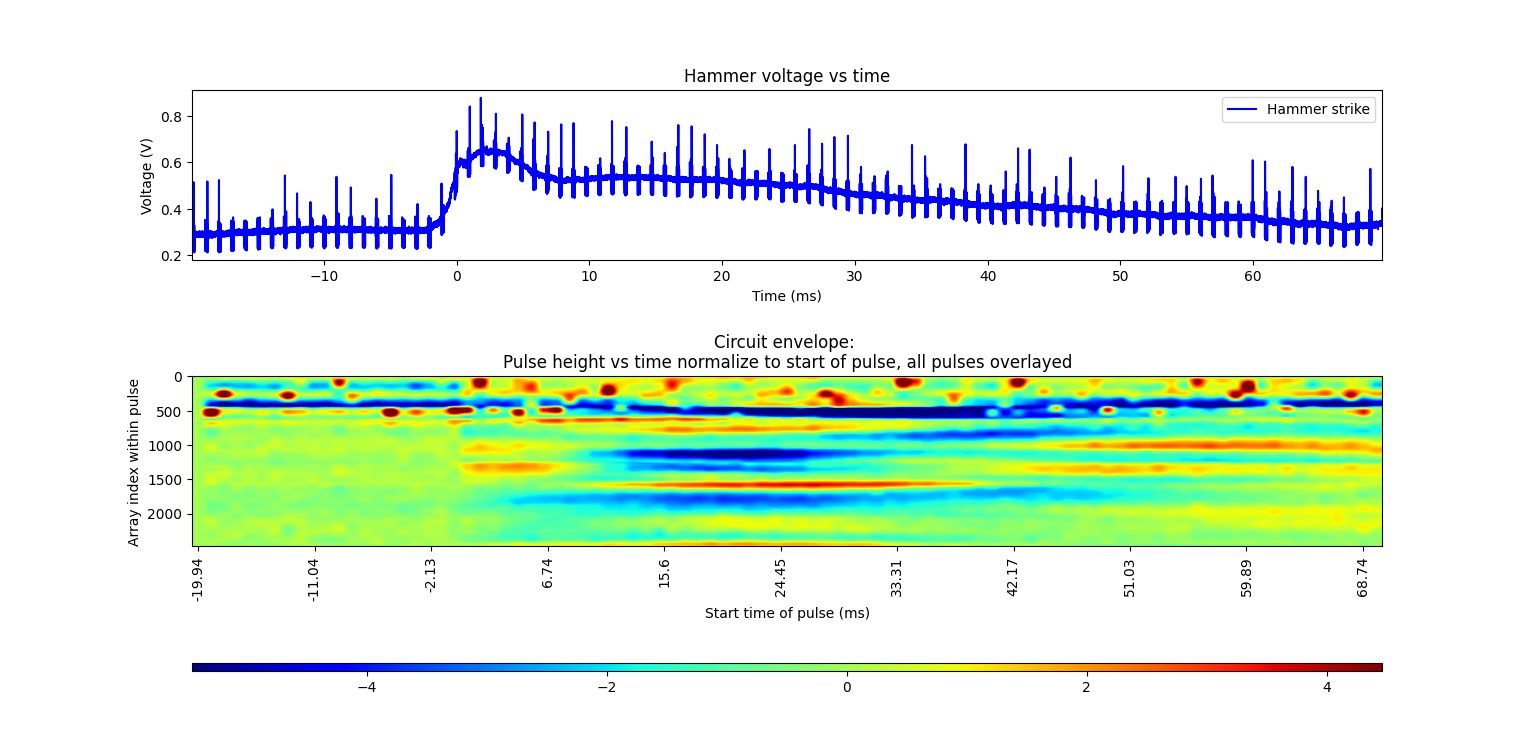 Hammer voltage vs time
Hammer strike
0.8
0.6
0.4
0.2
Voltage (V)
−10 0 10 20 30 40 50 60
Time (ms)
Circuit envelope:
Pulse height vs time normalize to start of pulse, all pulses overlayed
0
500
1000
1500
2000
Array index within pulse
-19.94 -11.04 -2.13 6.74 15.6 24.45 33.31 42.17 51.03 59.89 68.74
Start time of pulse (ms)
−4 −2 0 2 4